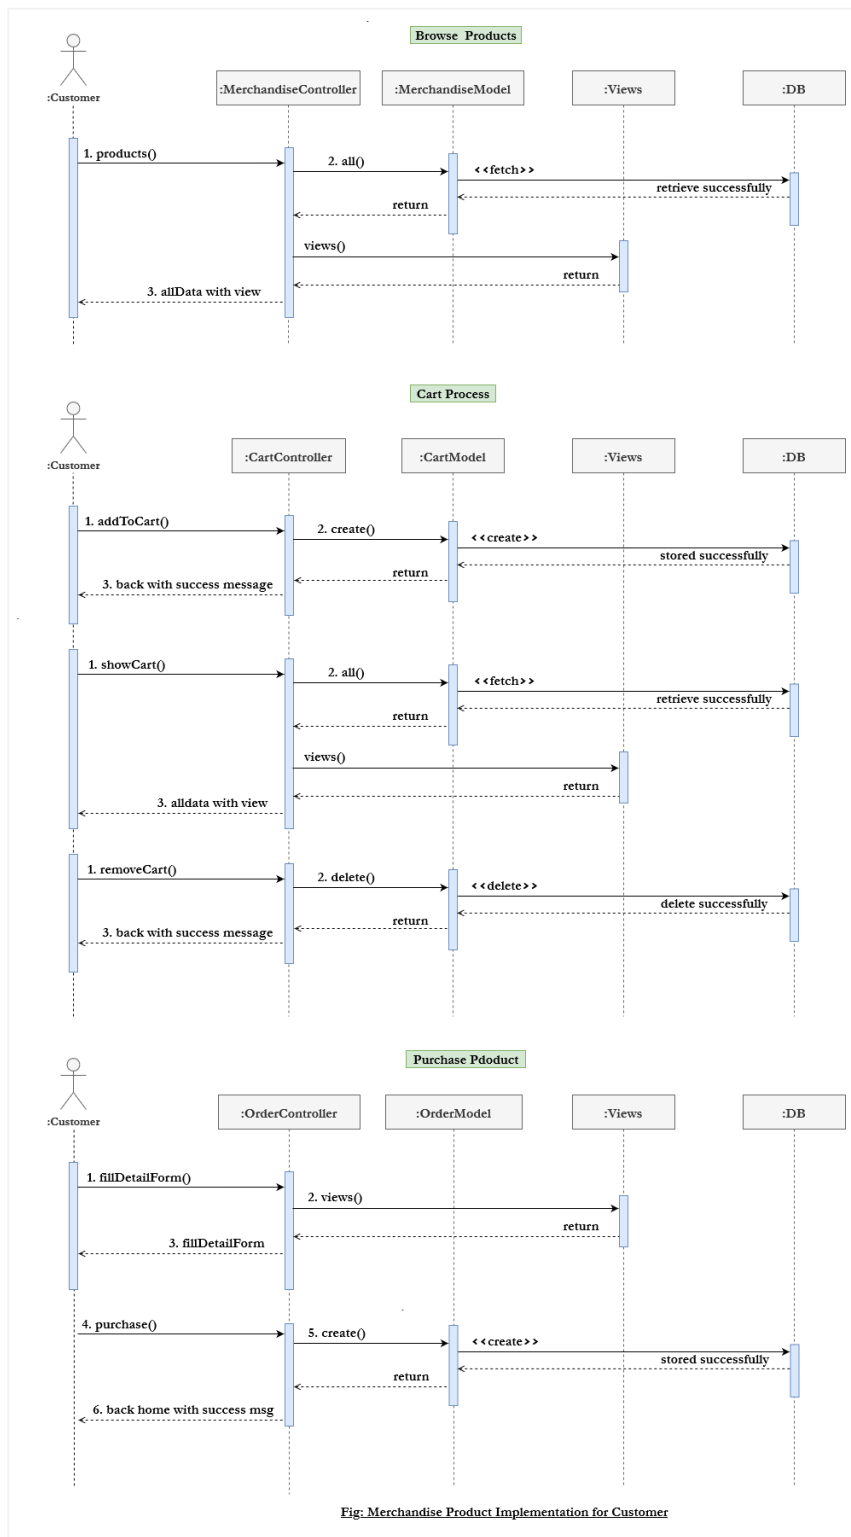 Browse  Products
:Customer
:MerchandiseController
:MerchandiseModel
:Views
:DB
1. products()
2. all()
<<fetch>>
retrieve successfully
return
views()
return
3. allData with view
Cart Process
:Customer
:CartController
:CartModel
:Views
:DB
1. addToCart()
2. create()
<<create>>
stored successfully
return
3. back with success message
1. showCart()
2. all()
<<fetch>>
retrieve successfully
return
views()
return
3. alldata with view
1. removeCart()
2. delete()
<<delete>>
delete successfully
return
3. back with success message
Purchase Pdoduct
:Customer
:OrderController
:OrderModel
:Views
:DB
1. fillDetailForm()
2. views()
return
3. fillDetailForm
4. purchase()
5. create()
<<create>>
stored successfully
return
6. back home with success msg
Fig: Merchandise Product Implementation for Customer